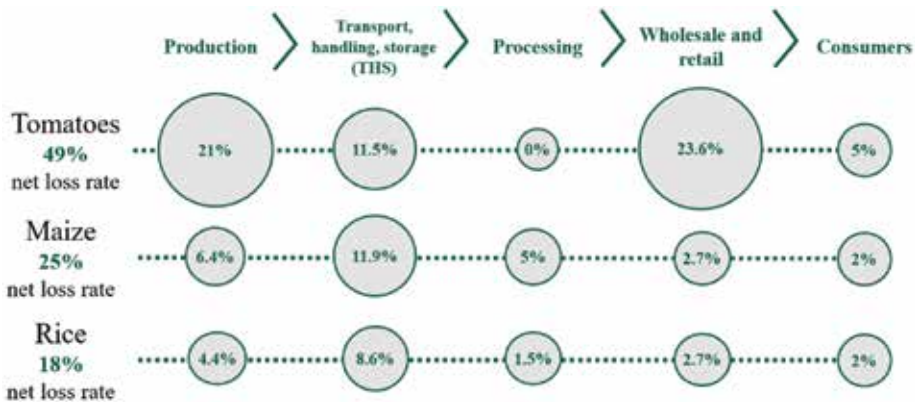 Production
Transport,
handling, storage
(THS)
Processing
Wholesale and
retail
Consumers
Tomatoes
49%
net loss rate
21%
11.5%
0%
23.6%
5%
Maize
25%
net loss rate
6.4%
11.9%
5%
2.7%
2%
Rice
18%
net loss rate
4.4%
8.6%
1.5%
2.7%
2%